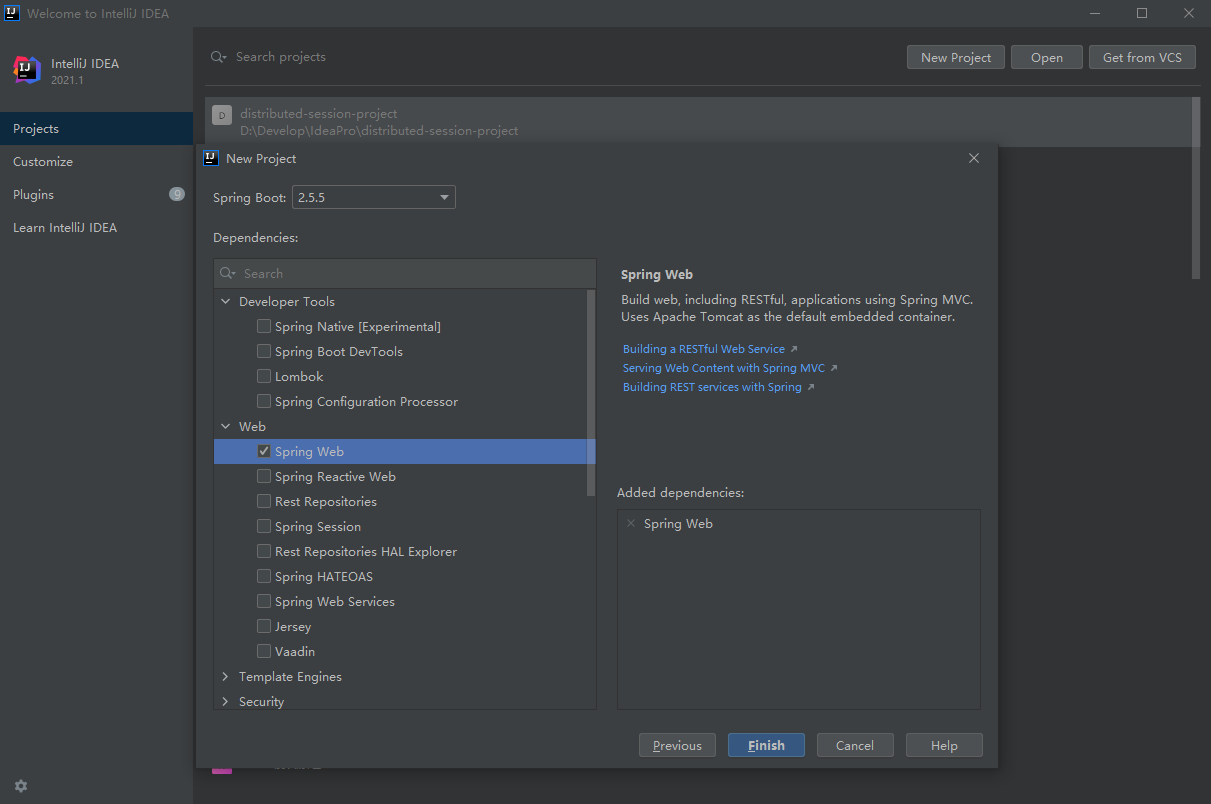 Welcome to IntelliJ IDEA
IntelliJ IDEA
2021.1
Search projects
New Project
Open
Get from VCS
Projects
Customize
Plugins
9
Learn IntelliJ IDEA
D
distributed-session-project
D:\Develop\IdeaPro\distributed-session-project
New Project
Spring Boot:
2.5.5
Dependencies:
Search
Developer Tools
Spring Native [Experimental]
Spring Boot DevTools
Lombok
Spring Configuration Processor
Web
Spring Web
Spring Reactive Web
Rest Repositories
Spring Session
Rest Repositories HAL Explorer
Spring HATEOAS
Spring Web Services
Jersey
Vaadin
Template Engines
Security
Spring Web
Build web, including RESTful, applications using Spring MVC.
Uses Apache Tomcat as the default embedded container.
Building a RESTful Web Service
Serving Web Content with Spring MVC
Building REST services with Spring
Added dependencies:
Spring Web
Previous
Finish
Cancel
Help